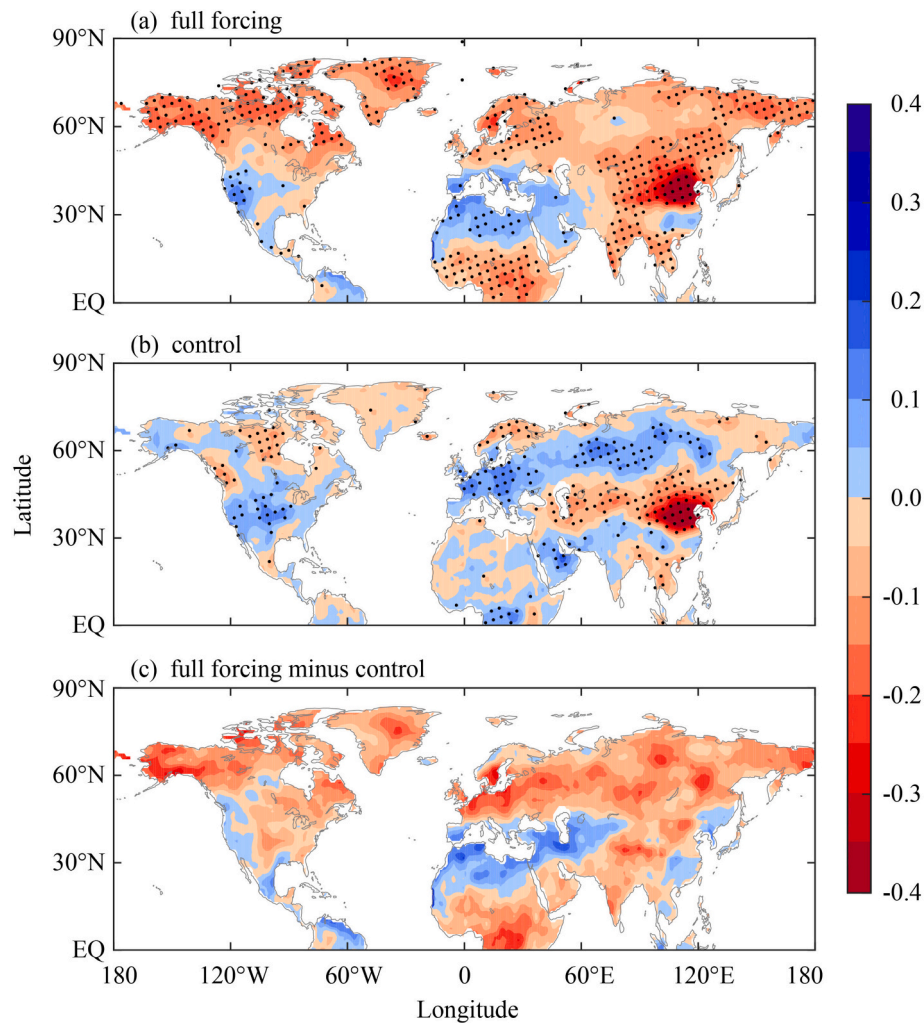 (a) full forcing
90°N
60°N
30°N
EQ
(b) control
90°N
60°N
30°N
EQ
(c) full forcing minus control
90°N
60°N
30°N
EQ
180 120°W 60°W 0 60°E 120°E 180
Longitude
Latitude
0.4
0.3
0.2
0.1
0.0
-0.1
-0.2
-0.3
-0.4